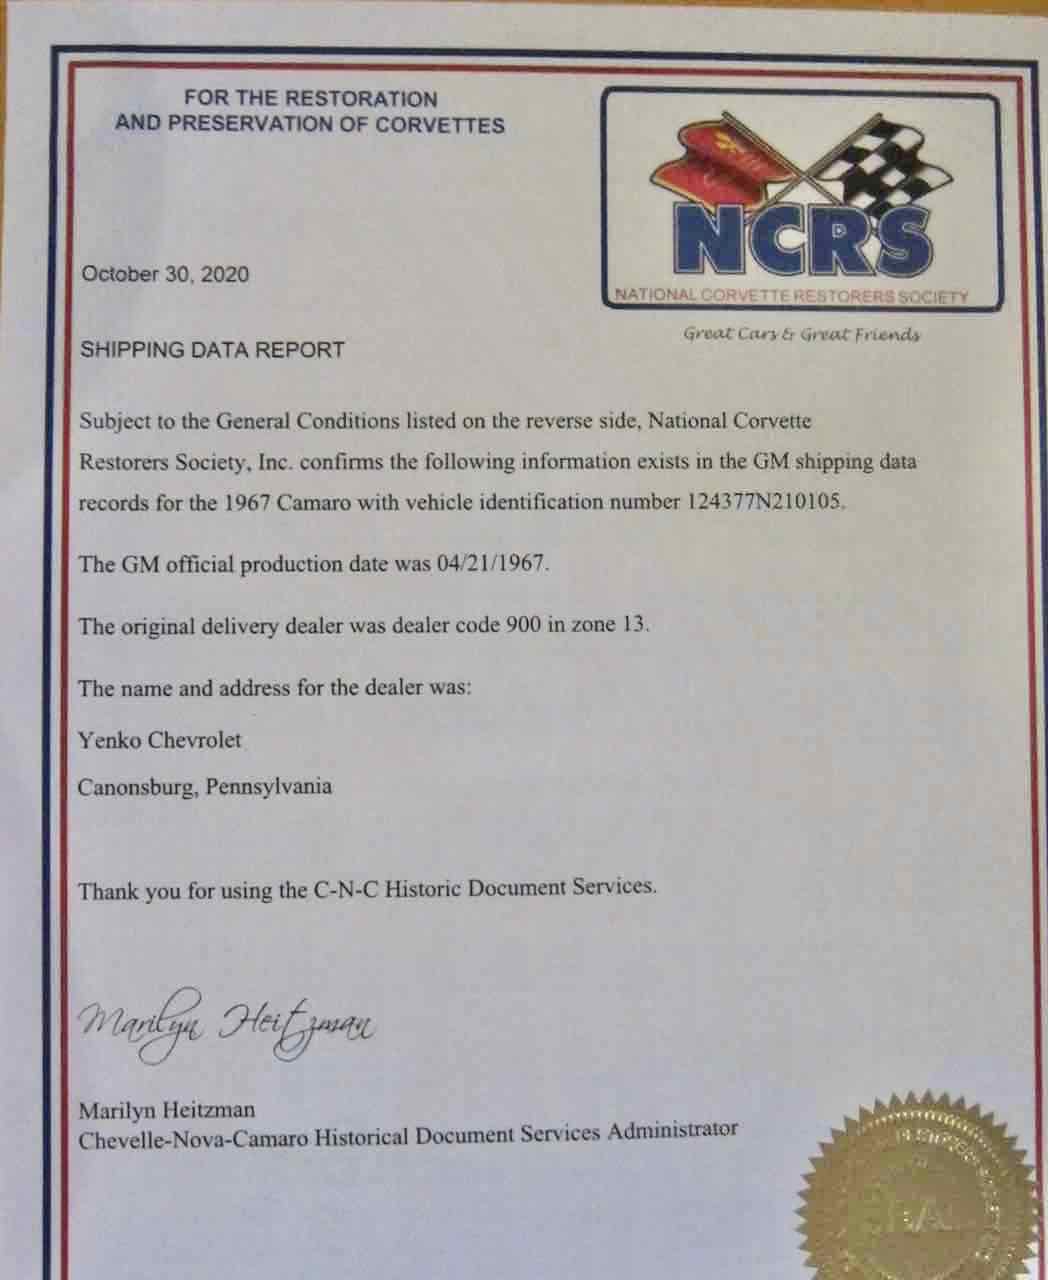 FOR THE RESTORATION
AND PRESERVATION OF CORVETTES
NCRS
NATIONAL CORVETTE RESTORERS SOCIETY
Great Cars & Great Friends
October 30, 2020
SHIPPING DATA REPORT
Subject to the General Conditions listed on the reverse side, National Corvette
Restorers Society, Inc. confirms the following information exists in the GM shipping data
records for the 1967 Camaro with vehicle identification number 124377N210105.
The GM official production date was 04/21/1967.
The original delivery dealer was dealer code 900 in zone 13.
The name and address for the dealer was:
Yenko Chevrolet
Canonsburg, Pennsylvania
Thank you for using the C-N-C Historic Document Services.
Marilyn Heitzman
Marilyn Heitzman
Chevelle-Nova-Camaro Historical Document Services Administrator